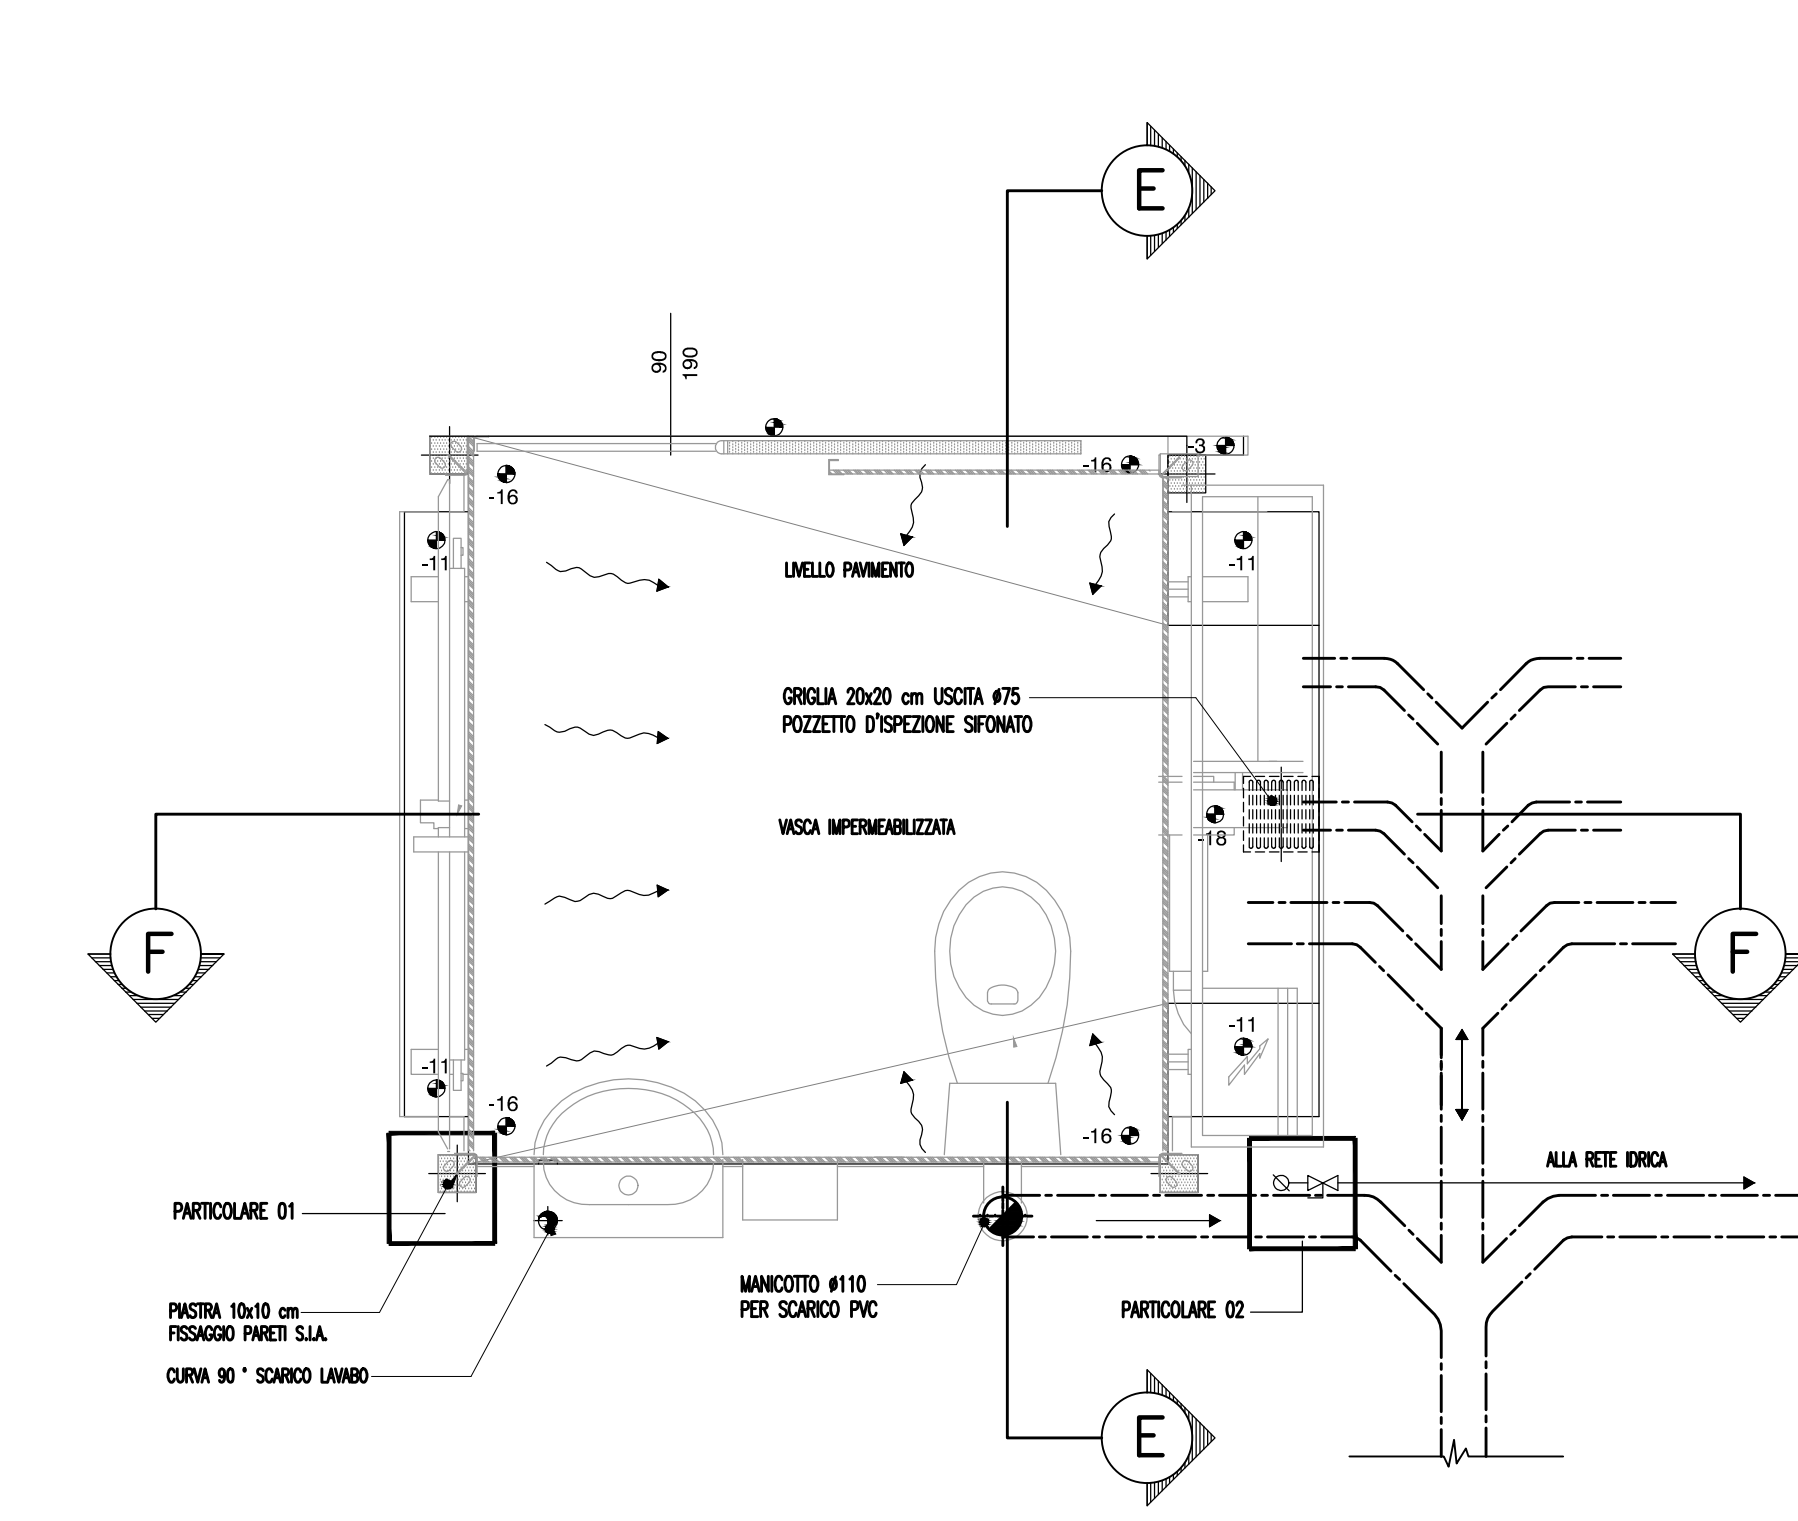 E
90
190
-3
-16
-16
-11
-11
LIVELLO PAVIMENTO
GRIGLIA 20x20 cm USCITA ø75
POZZETTO D'ISPEZIONE SIFONATO
VASCA IMPERMEABILIZZATA
-18
F
F
-11
-11
-16
-16
ALLA RETE IDRICA
PARTICOLARE 01
MANICOTTO ø110
PER SCARICO PVC
PARTICOLARE 02
PIASTRA 10x10 cm
FISSAGGIO PARETI S.I.A.
CURVA 90° SCARICO LAVABO
E